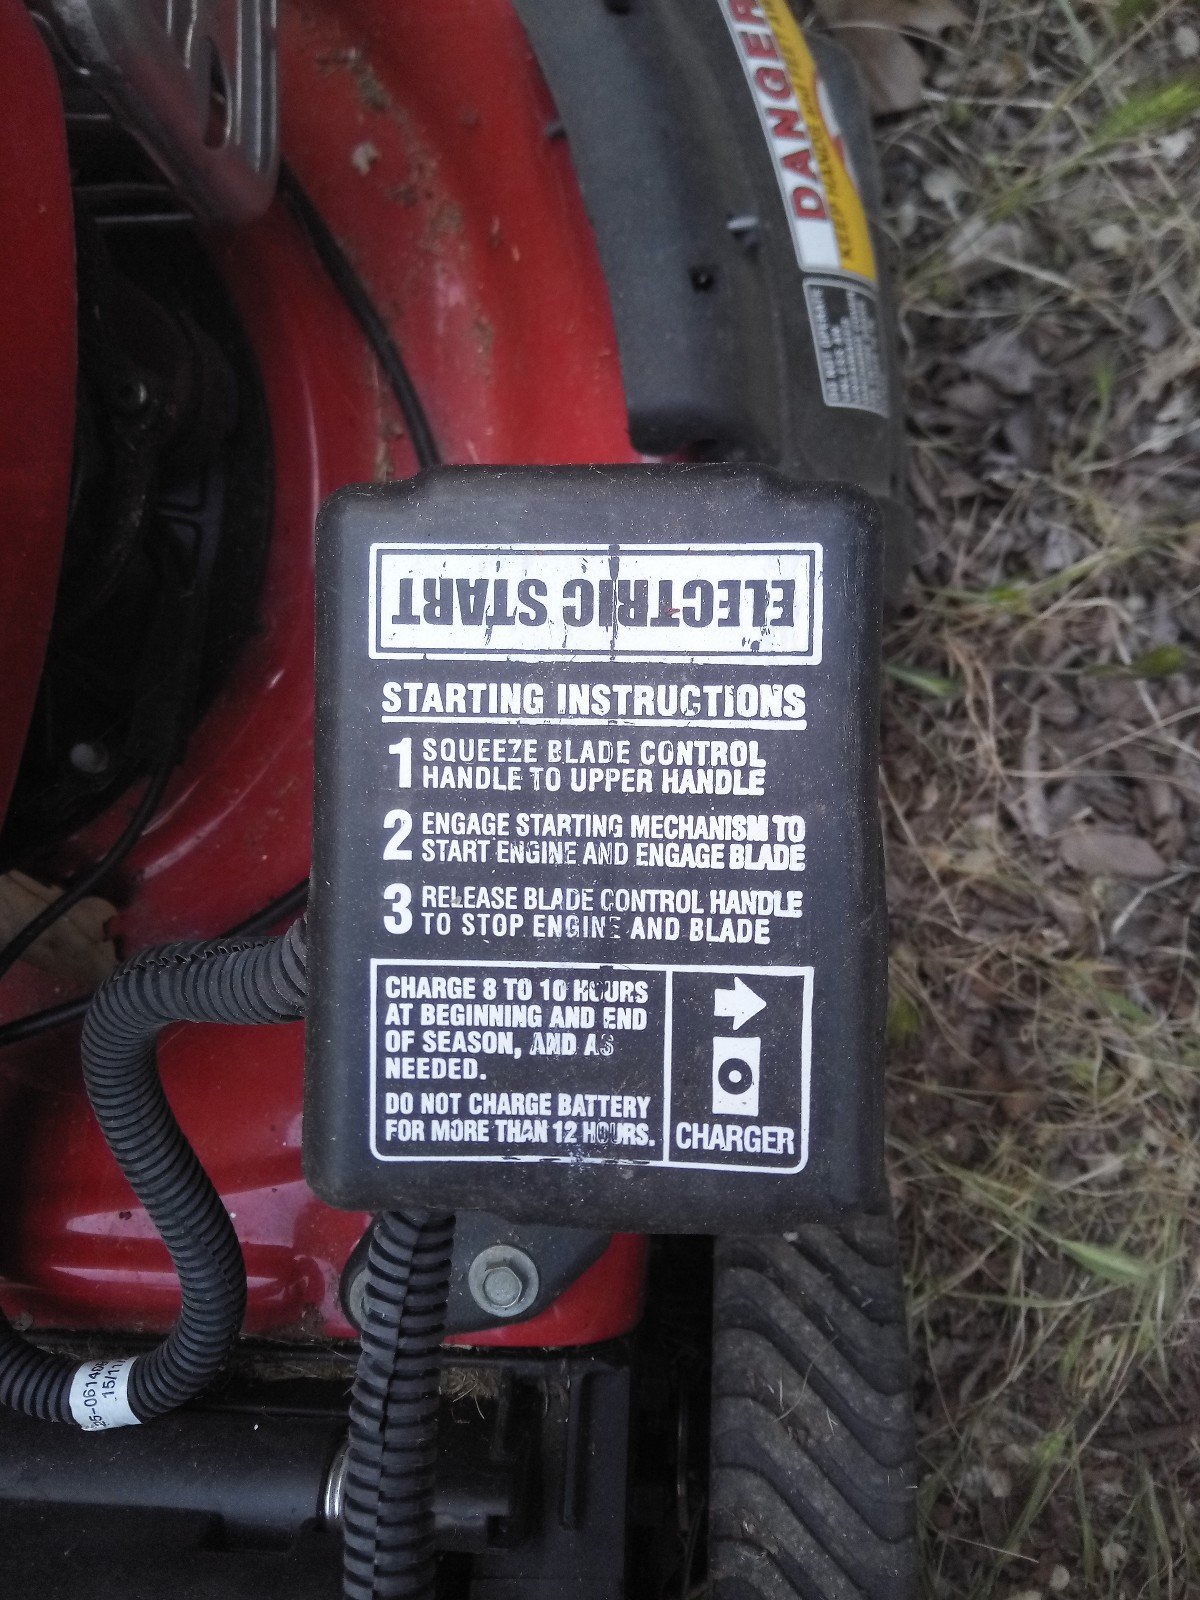 DANGER
ELECTRIC START
STARTING INSTRUCTIONS
1 SQUEEZE BLADE CONTROL
HANDLE TO UPPER HANDLE
2 ENGAGE STARTING MECHANISM TO
START ENGINE AND ENGAGE BLADE
3 RELEASE BLADE CONTROL HANDLE
TO STOP ENGINE AND BLADE
CHARGE 8 TO 10 HOURS
AT BEGINNING AND END
OF SEASON, AND AS
NEEDED.
DO NOT CHARGE BATTERY
FOR MORE THAN 12 HOURS.
CHARGER